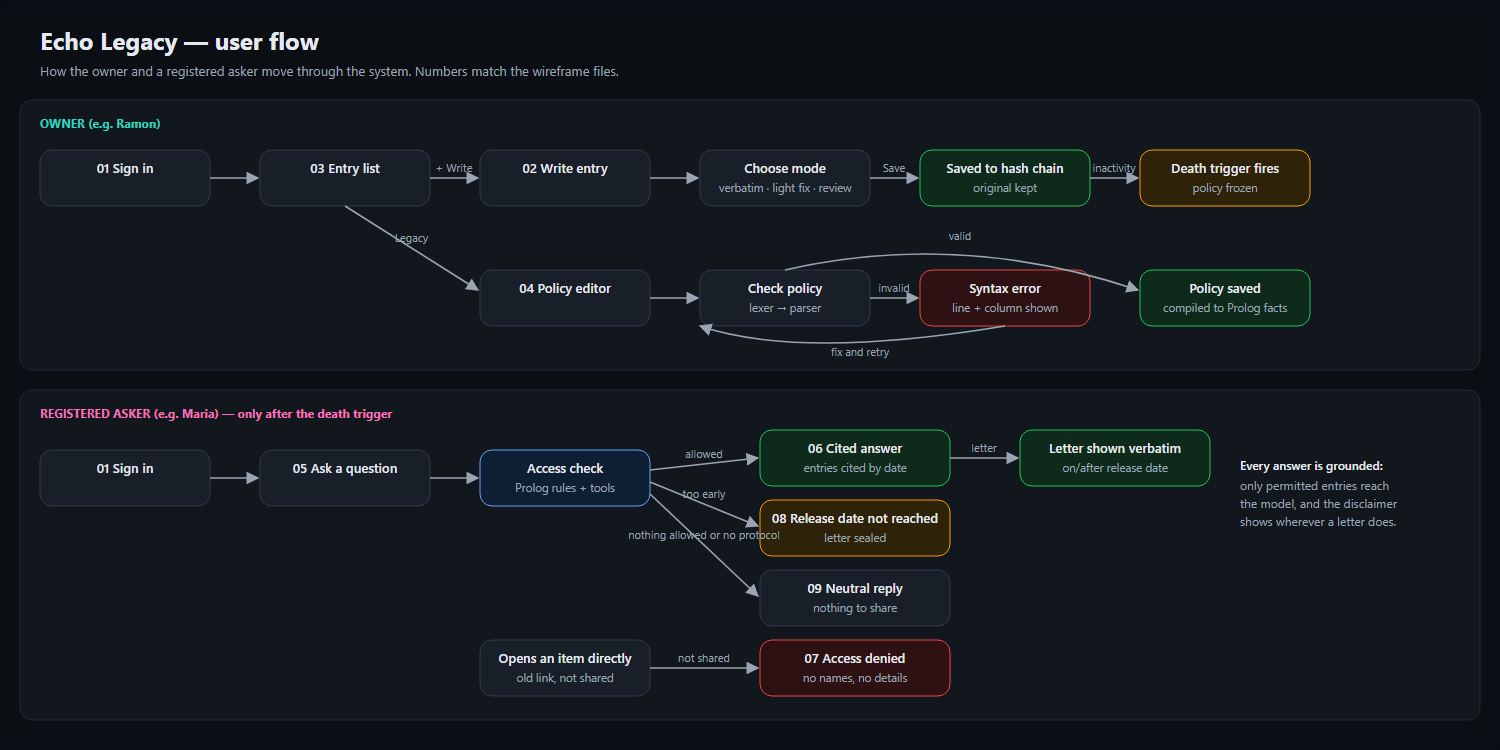 Echo Legacy — user flow
How the owner and a registered asker move through the system. Numbers match the wireframe files.
OWNER (e.g. Ramon)
01 Sign in
03 Entry list
+ Write
02 Write entry
Choose mode
verbatim · light fix · review
Save
Saved to hash chain
original kept
inactivity
Death trigger fires
policy frozen
Legacy
valid
04 Policy editor
Check policy
lexer → parser
invalid
Syntax error
line + column shown
Policy saved
compiled to Prolog facts
fix and retry
REGISTERED ASKER (e.g. Maria) — only after the death trigger
01 Sign in
05 Ask a question
Access check
Prolog rules + tools
allowed
06 Cited answer
entries cited by date
letter
Letter shown verbatim
on/after release date
Every answer is grounded:
only permitted entries reach
the model, and the disclaimer
shows wherever a letter does.
too early
08 Release date not reached
letter sealed
nothing allowed or no protocol
09 Neutral reply
nothing to share
Opens an item directly
old link, not shared
not shared
07 Access denied
no names, no details